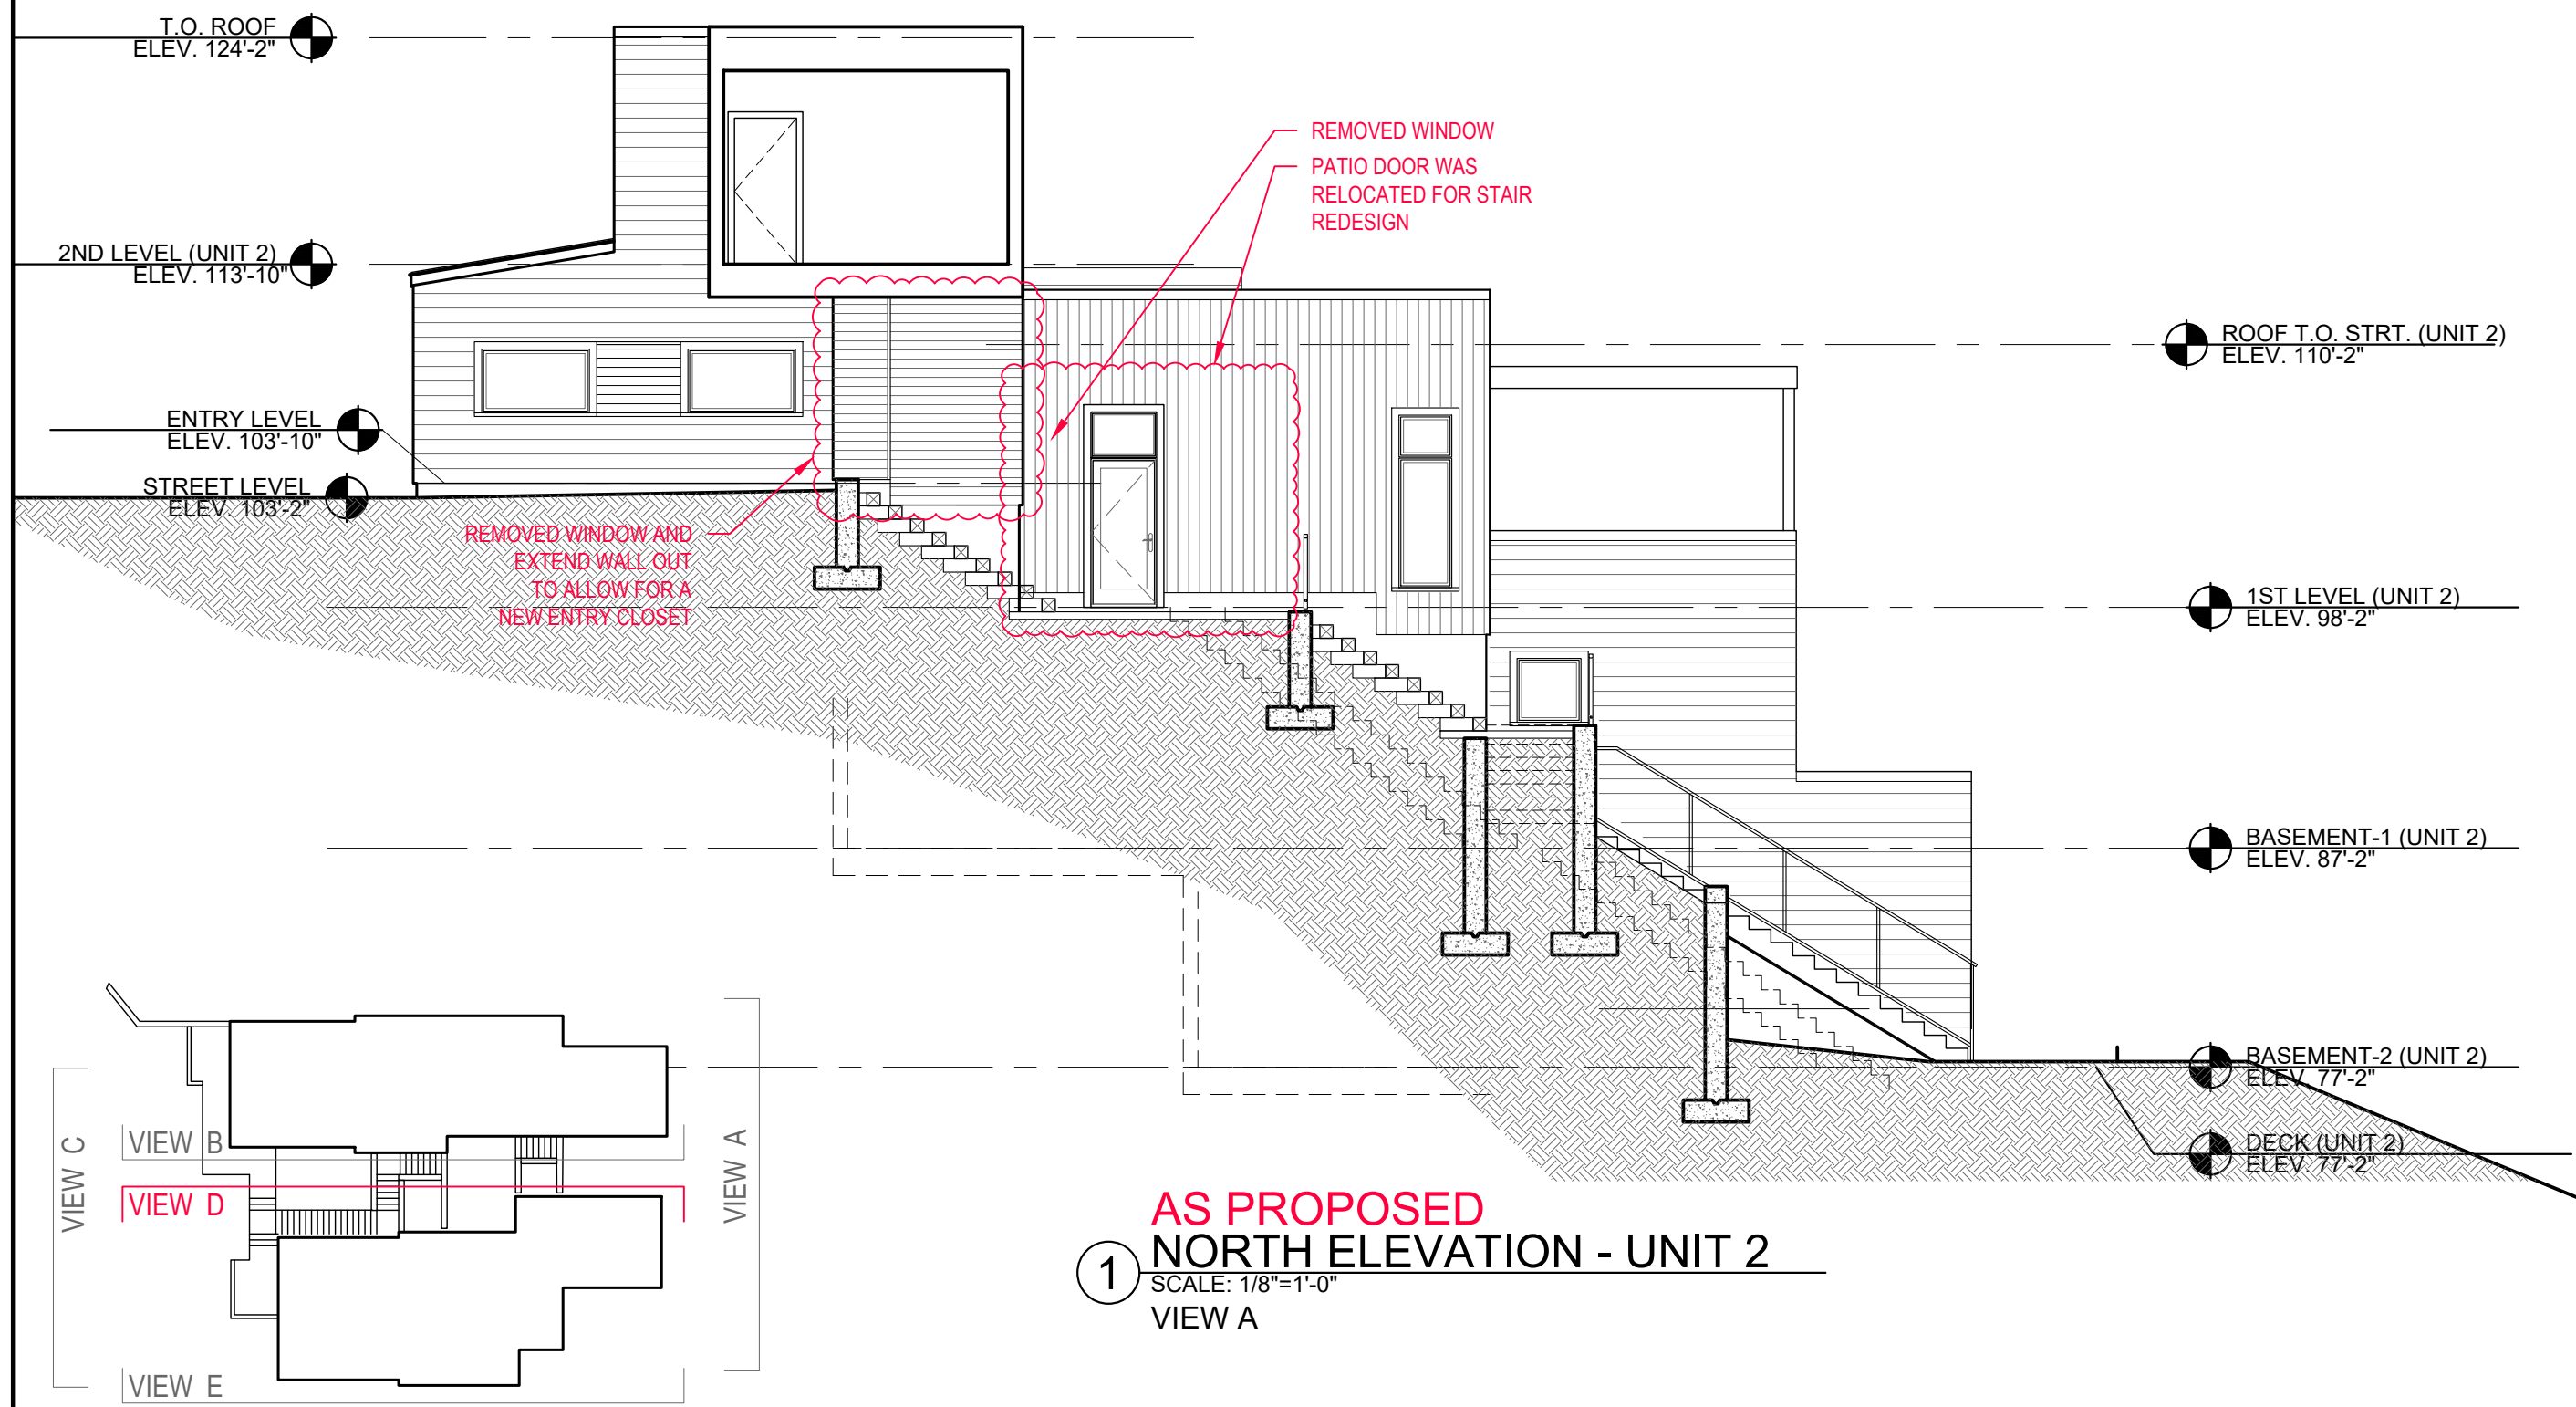 T.O. ROOF
ELEV. 124'-2"
2ND LEVEL (UNIT 2)
ELEV. 113'-10"
ENTRY LEVEL
ELEV. 103'-10"
STREET LEVEL
ELEV. 103'-2"
REMOVED WINDOW
PATIO DOOR WAS
RELOCATED FOR STAIR
REDESIGN
REMOVED WINDOW AND
EXTEND WALL OUT
TO ALLOW FOR A
NEW ENTRY CLOSET
ROOF T.O. STRT. (UNIT 2)
ELEV. 110'-2"
1ST LEVEL (UNIT 2)
ELEV. 98'-2"
BASEMENT-1 (UNIT 2)
ELEV. 87'-2"
BASEMENT-2 (UNIT 2)
ELEV. 77'-2"
DECK (UNIT 2)
ELEV. 77'-2"
VIEW C
VIEW B
VIEW D
VIEW E
VIEW A
AS PROPOSED
1
NORTH ELEVATION - UNIT 2
SCALE: 1/8"=1'-0"
VIEW A